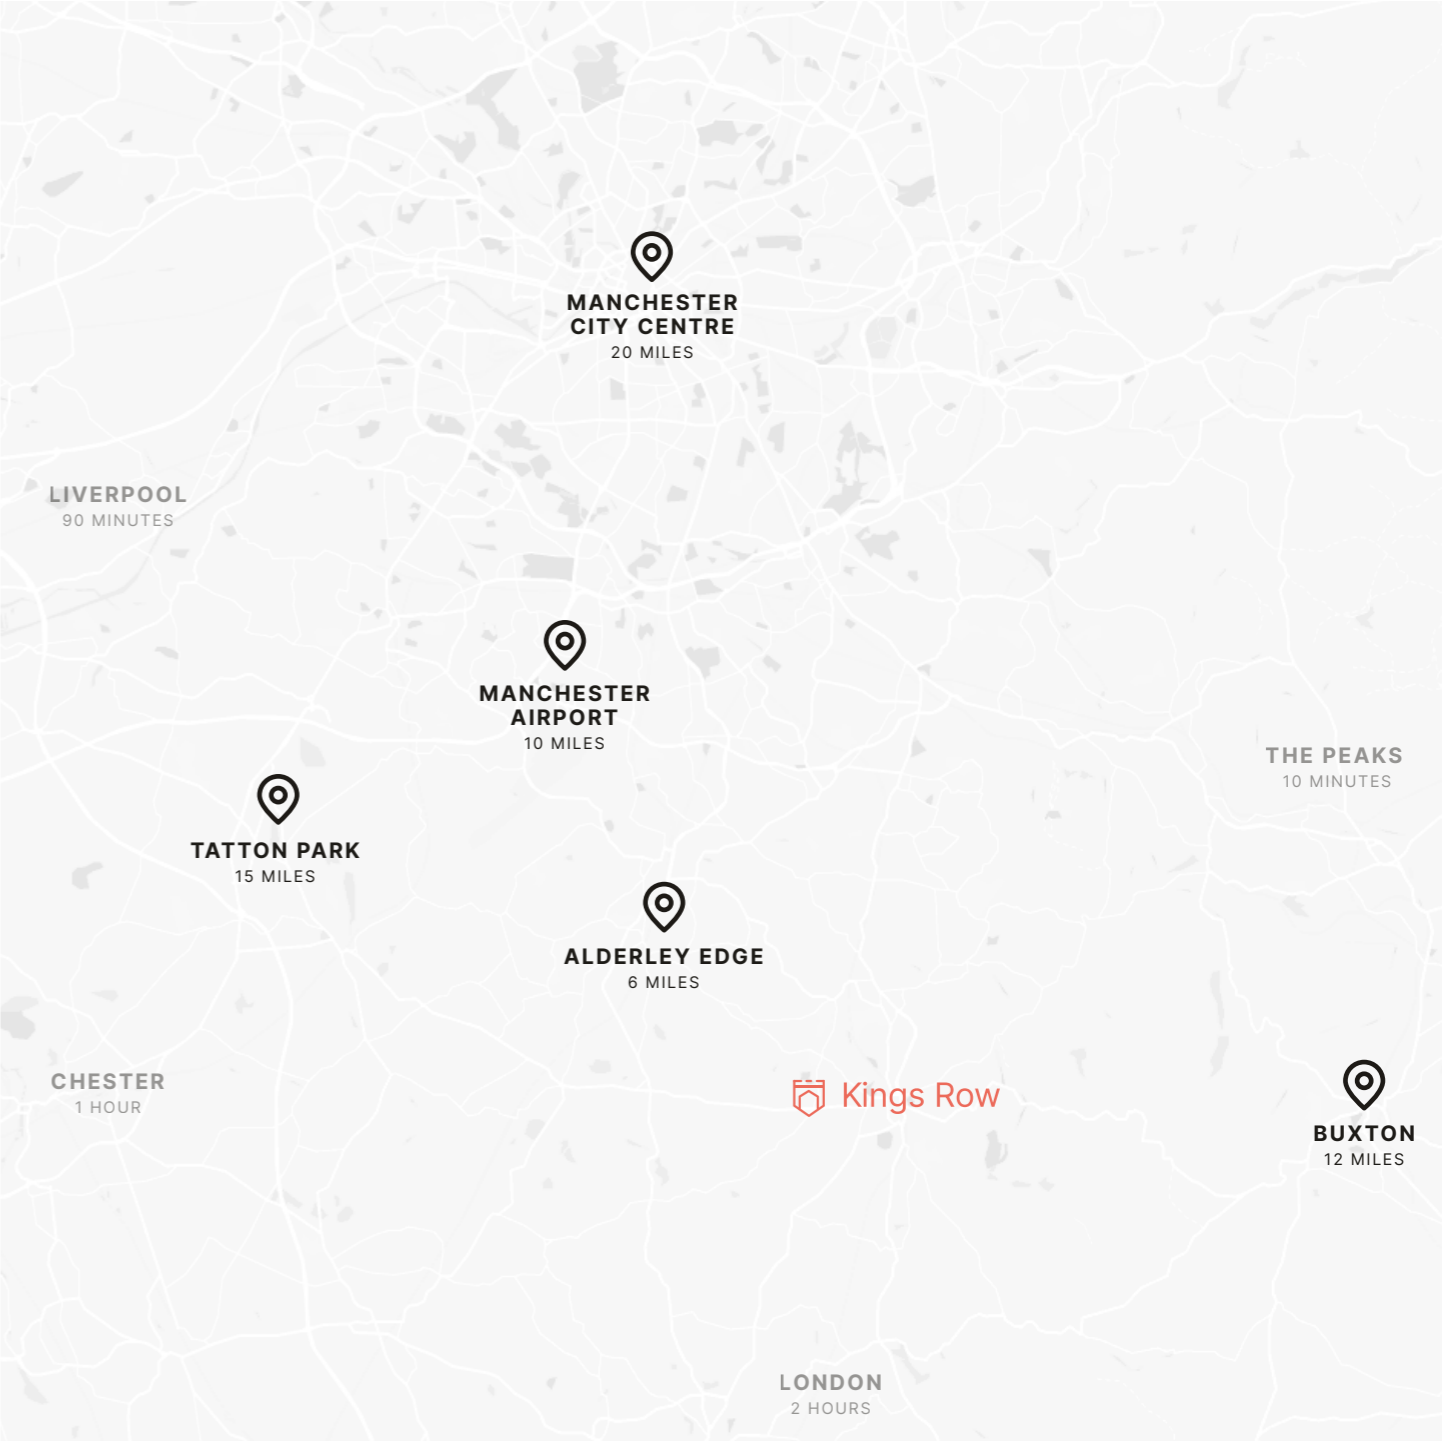 MANCHESTER
CITY CENTRE
20 MILES
LIVERPOOL
90 MINUTES
MANCHESTER
AIRPORT
10 MILES
THE PEAKS
10 MINUTES
TATTON PARK
15 MILES
ALDERLEY EDGE
6 MILES
CHESTER
1 HOUR
Kings Row
BUXTON
12 MILES
LONDON
2 HOURS